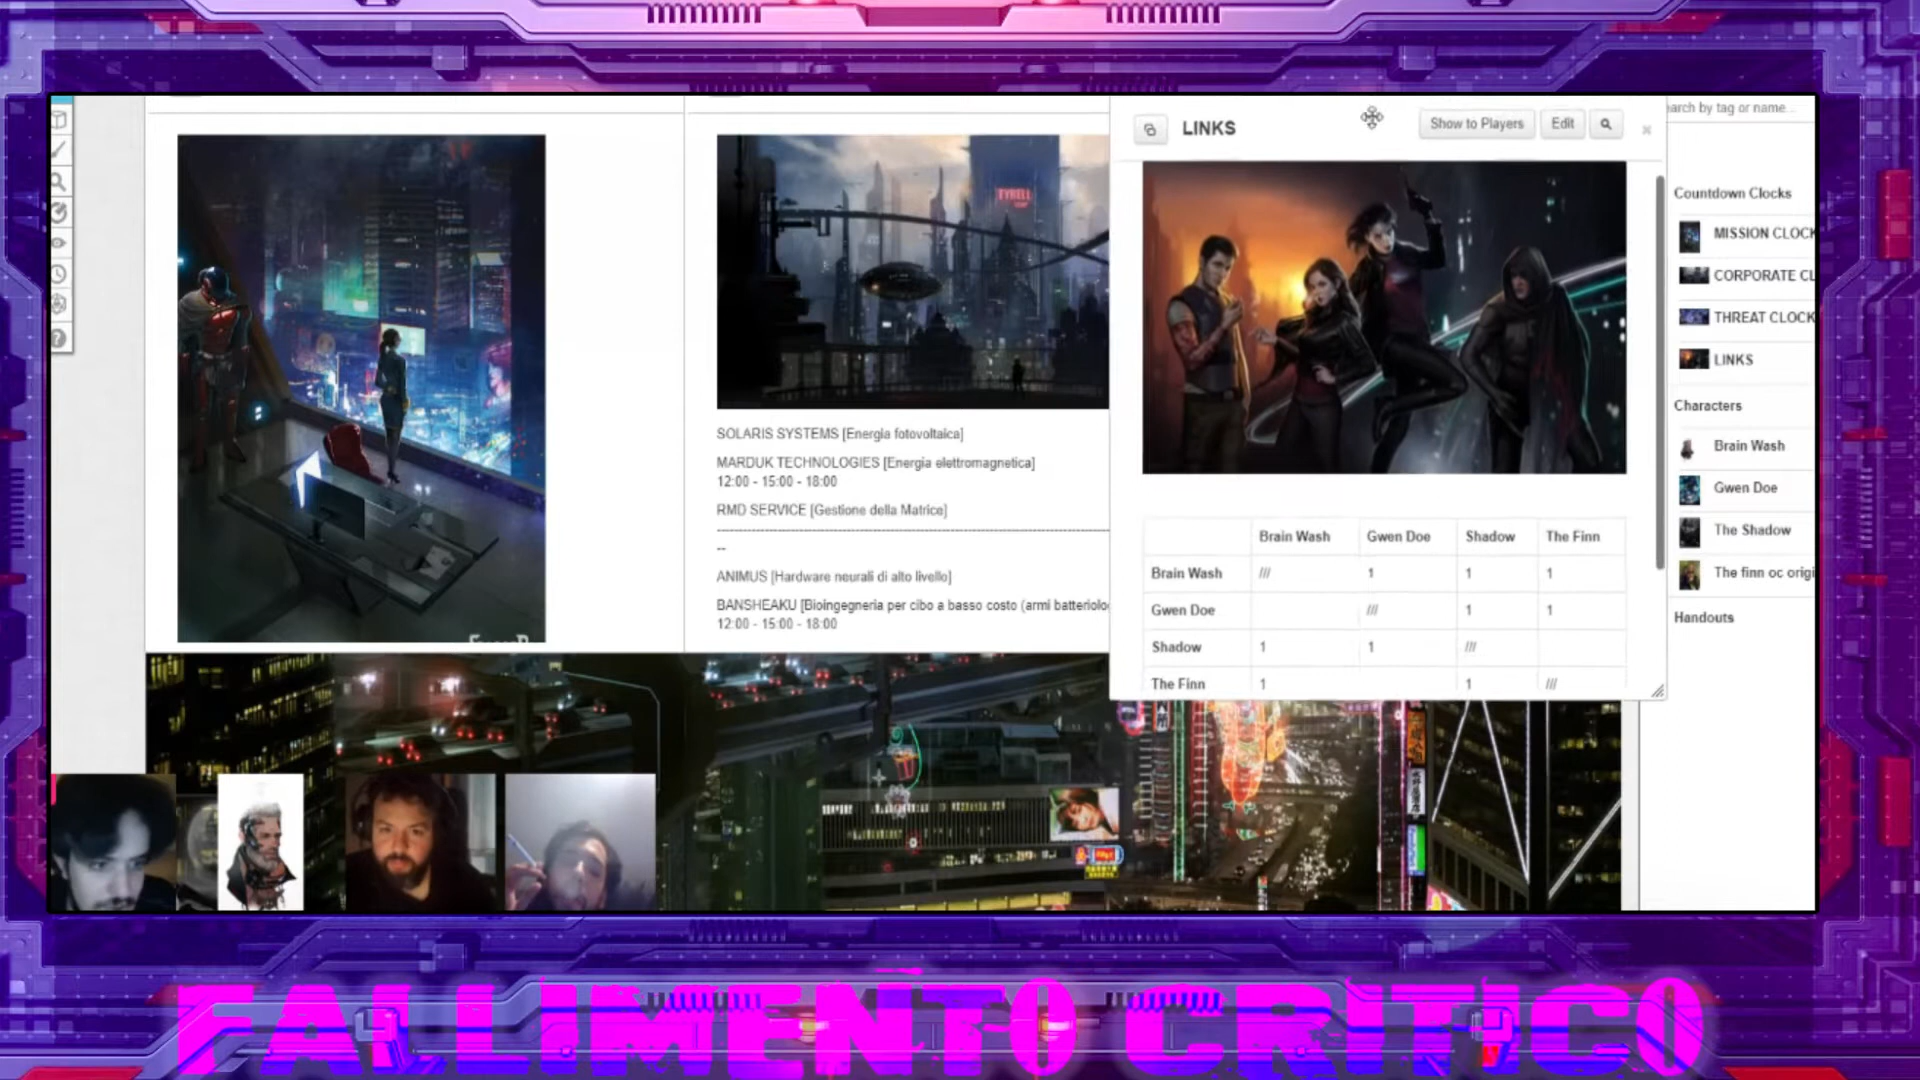 TYRELL
SOLARIS SYSTEMS [Energia fotovoltaica]
MARDUK TECHNOLOGIES [Energia elettromagnetica]
12:00 - 15:00 - 18:00
RMD SERVICE [Gestione della Matrice]
--
ANIMUS [Hardware neurali di alto livello]
BANSHEAKU [Bioingegneria per cibo a basso costo (armi batteriolo
12:00 - 15:00 - 18:00
LINKS
Show to Players
Edit
Brain Wash Gwen Doe Shadow The Finn
Brain Wash /// 1 1 1
Gwen Doe /// 1 1
Shadow 1 1 ///
The Finn 1 1 ///
earch by tag or name...
Countdown Clocks
MISSION CLOCK
CORPORATE CL
THREAT CLOCK
LINKS
Characters
Brain Wash
Gwen Doe
The Shadow
The finn oc origi
Handouts
FALLIMENTO CRITICO